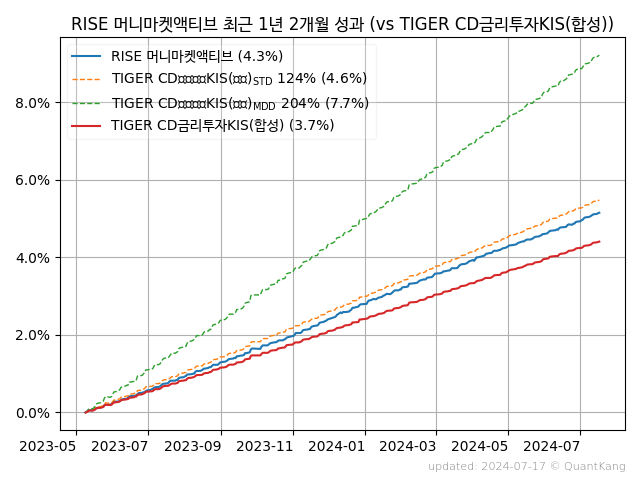 RISE 머니마켓액티브 최근 1년 2개월 성과 (vs TIGER CD금리투자KIS(합성))
RISE 머니마켓액티브 (4.3%)
TIGER CD□□□□KIS(□□)STD 124% (4.6%)
TIGER CD□□□□KIS(□□)MDD 204% (7.7%)
TIGER CD금리투자KIS(합성) (3.7%)
8.0%
6.0%
4.0%
2.0%
0.0%
2023-05 2023-07 2023-09 2023-11 2024-01 2024-03 2024-05 2024-07
updated: 2024-07-17 © QuantKang